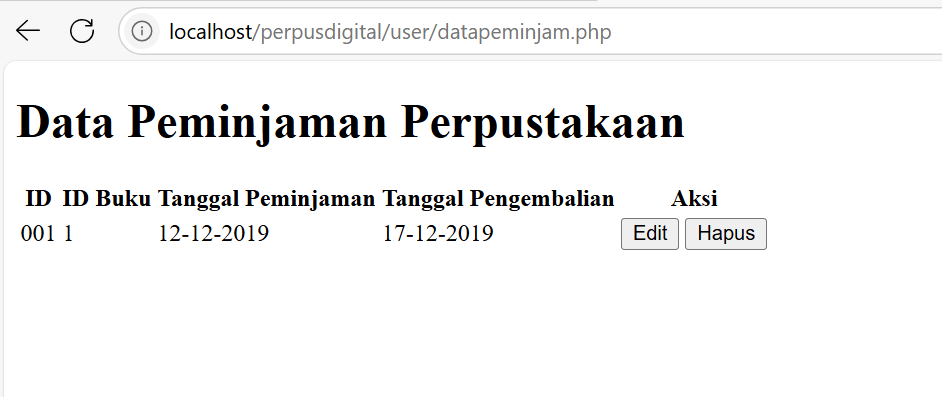 localhost/perpusdigital/user/datapeminjam.php
Data Peminjaman Perpustakaan
ID ID Buku Tanggal Peminjaman Tanggal Pengembalian Aksi
001 1 12-12-2019 17-12-2019 Edit Hapus